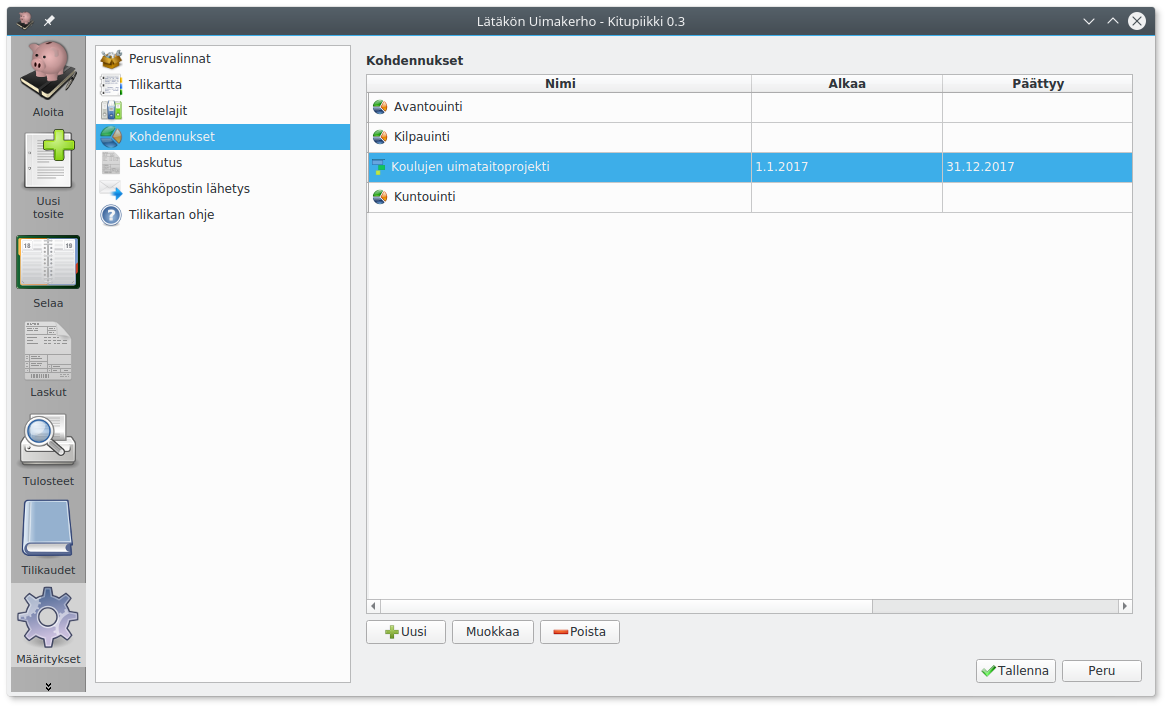 Lätäkön Uimakerho - Kitupiikki 0.3
Aloita
Uusi
tosite
18 19
Selaa
Laskut
Tulosteet
Tilikaudet
Määritykset
Perusvalinnat
Tilikartta
Tositelajit
Kohdennukset
Laskutus
Sähköpostin lähetys
Tilikartan ohje
Kohdennukset
Nimi Alkaa Päättyy
Avantouinti
Kilpauinti
Koulujen uimataitoprojekti 1.1.2017 31.12.2017
Kuntouinti
Uusi Muokkaa Poista
Tallenna Peru